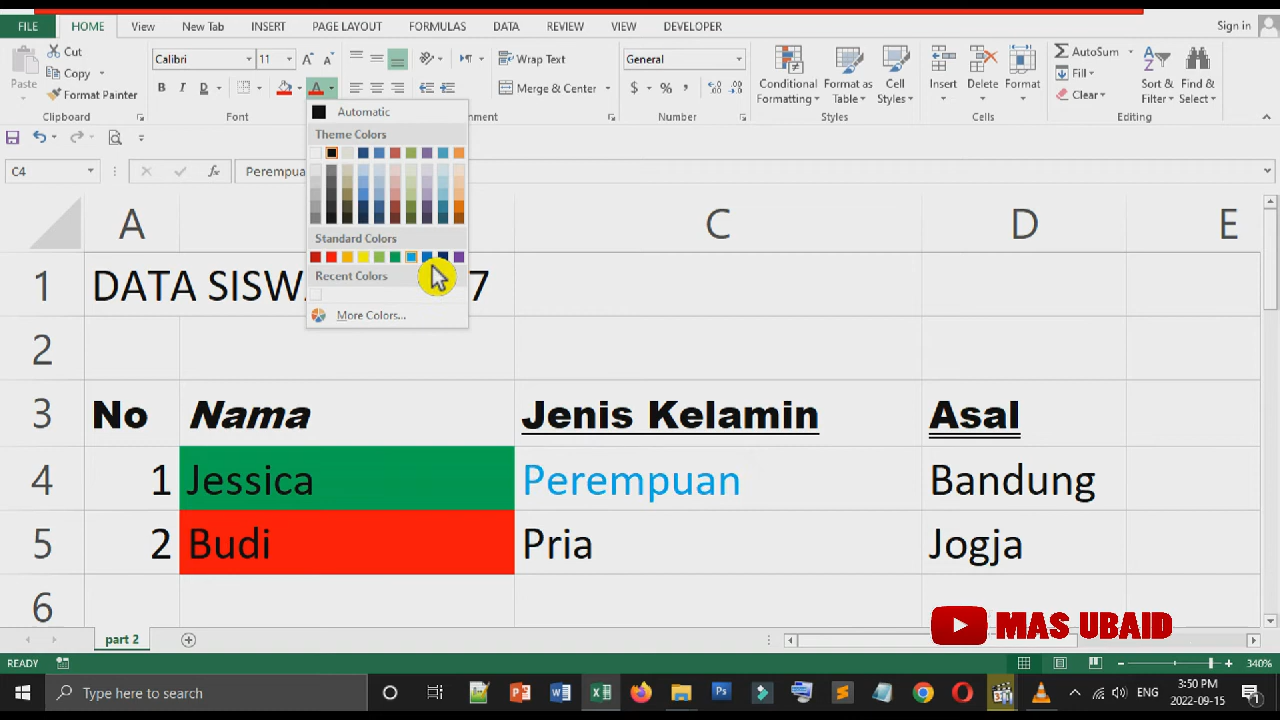 FILE HOME View New Tab INSERT PAGE LAYOUT FORMULAS DATA REVIEW VIEW DEVELOPER Sign in
Paste
Cut
Copy
Format Painter
Clipboard
Calibri 11
B I D
Font
Wrap Text
Merge & Center
nment
General
$ %
Number
Conditional Formatting
Format as Table
Cell Styles
Styles
Insert Delete Format
Cells
AutoSum
Fill
Clear
Sort & Filter
Find & Select
Editing
Automatic
Theme Colors
Standard Colors
Recent Colors
More Colors...
C4 fx Perempua
A C D E
1 DATA SISWA 7
2
3 No Nama Jenis Kelamin Asal
4 1 Jessica Perempuan Bandung
5 2 Budi Pria Jogja
6
MAS UBAID
part 2
READY 340%
Type here to search
ENG
3:50 PM
2022-09-15
1